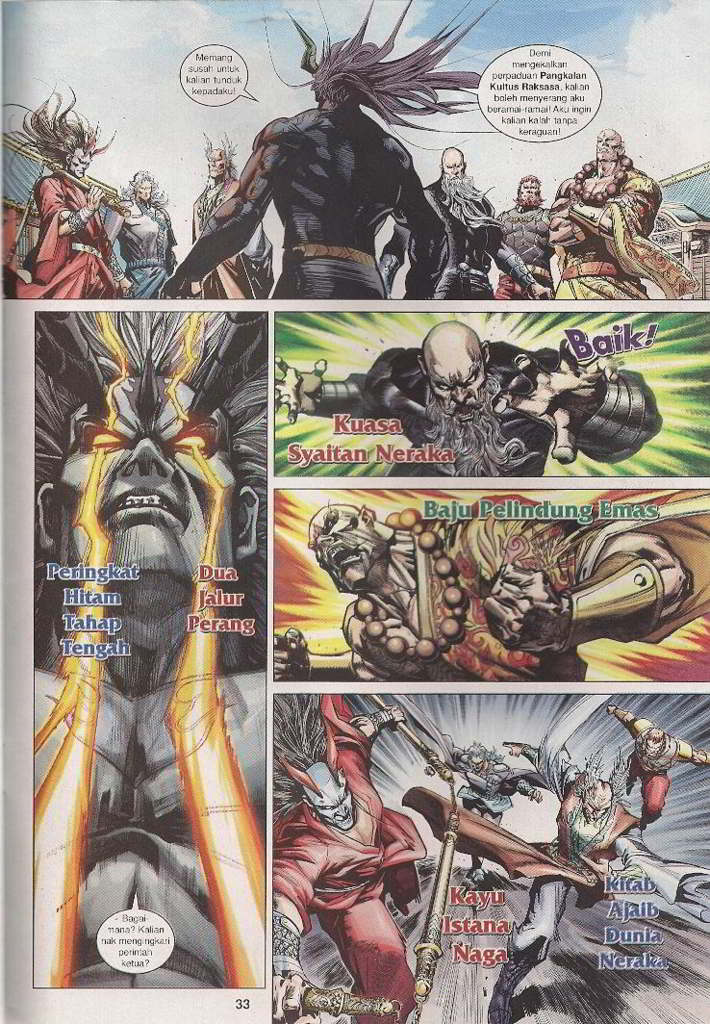 Memang
susah untuk
kalian tunduk
kepadaku!
Demi
mengekalkan
perpaduan Pangkalan
Kultus Raksasa, kalian
boleh menyerang aku
beramai-ramai! Aku ingin
kalian kalah tanpa
keraguan!
Peringkat
Hitam
Tahap
Tengah
Dua
Jalur
Perang
Bagai-
mana? Kalian
nak mengingkari
perintah
ketua?
Baik!
Kuasa
Syaitan Neraka
Baju Pelindung Emas
Kayu
Istana
Naga
Kitab
Ajaib
Dunia
Neraka
33